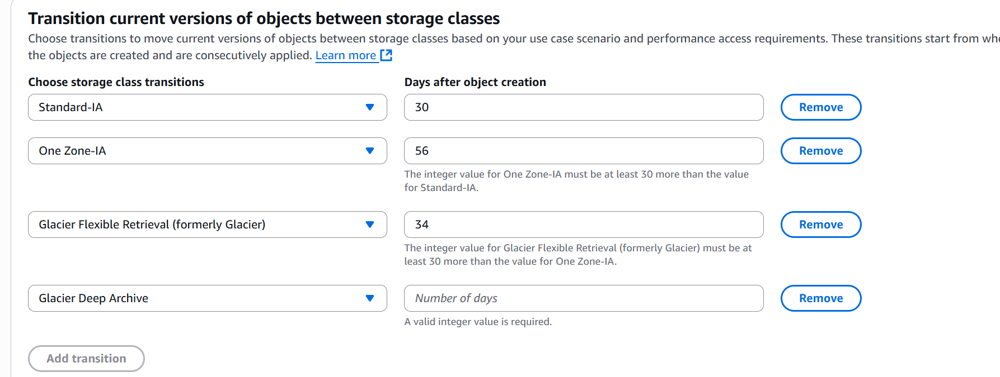 Transition current versions of objects between storage classes
Choose transitions to move current versions of objects between storage classes based on your use case scenario and performance access requirements. These transitions start from whe
the objects are created and are consecutively applied. Learn more
Choose storage class transitions
Days after object creation
Standard-IA
30
Remove
One Zone-IA
56
Remove
The integer value for One Zone-IA must be at least 30 more than the value
for Standard-IA.
Glacier Flexible Retrieval (formerly Glacier)
34
Remove
The integer value for Glacier Flexible Retrieval (formerly Glacier) must be at
least 30 more than the value for One Zone-IA.
Glacier Deep Archive
Number of days
Remove
A valid integer value is required.
Add transition